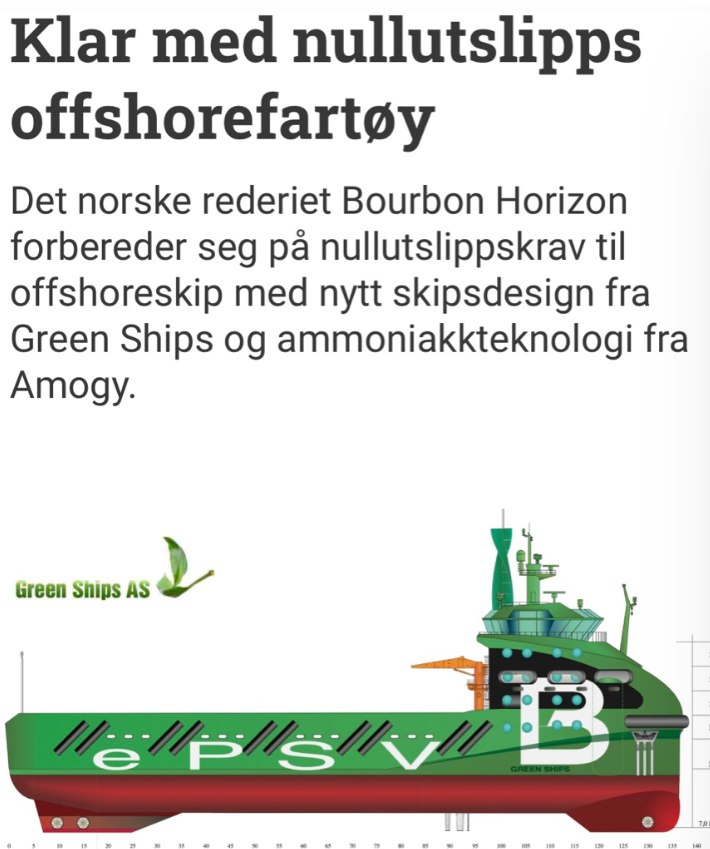 Klar med nullutslipps
offshorefartøy
Det norske rederiet Bourbon Horizon
forbereder seg på nullutslippskrav til
offshoreskip med nytt skipsdesign fra
Green Ships og ammoniakkteknologi fra
Amogy.
Green Ships AS
B
ePSV
GREEN SHIPS
7,0
0 5 10 15 20 25 30 35 40 45 50 55 60 65 70 75 80 85 90 95 100 105 110 115 120 125 130 135 140